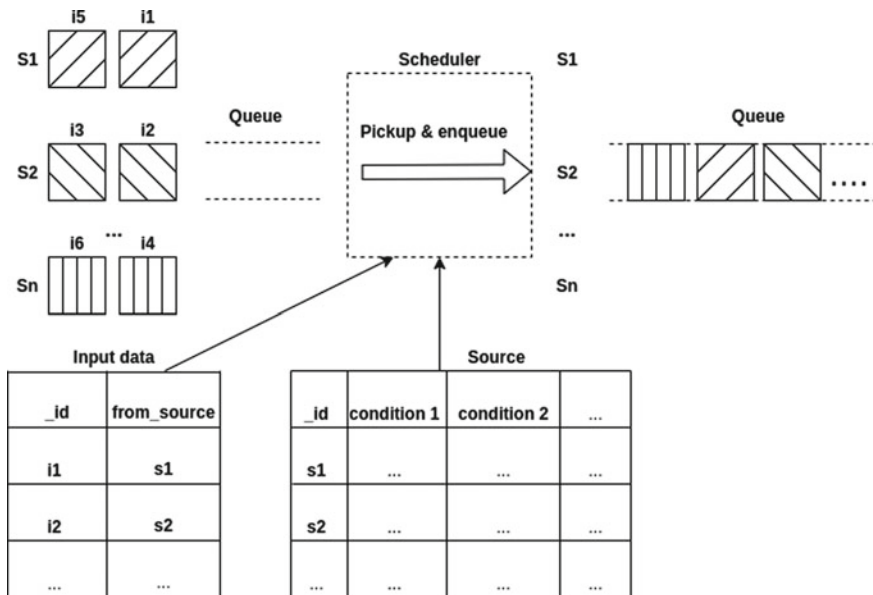 i5 i1
S1
i3 i2
S2
...
i6 i4
Sn
Queue
Scheduler
Pickup & enqueue
S1
S2
...
Sn
Queue
....
Input data
_id from_source
i1 s1
i2 s2
... ...
Source
_id condition 1 condition 2 ...
s1 ... ... ...
s2 ... ... ...
... ... ... ...